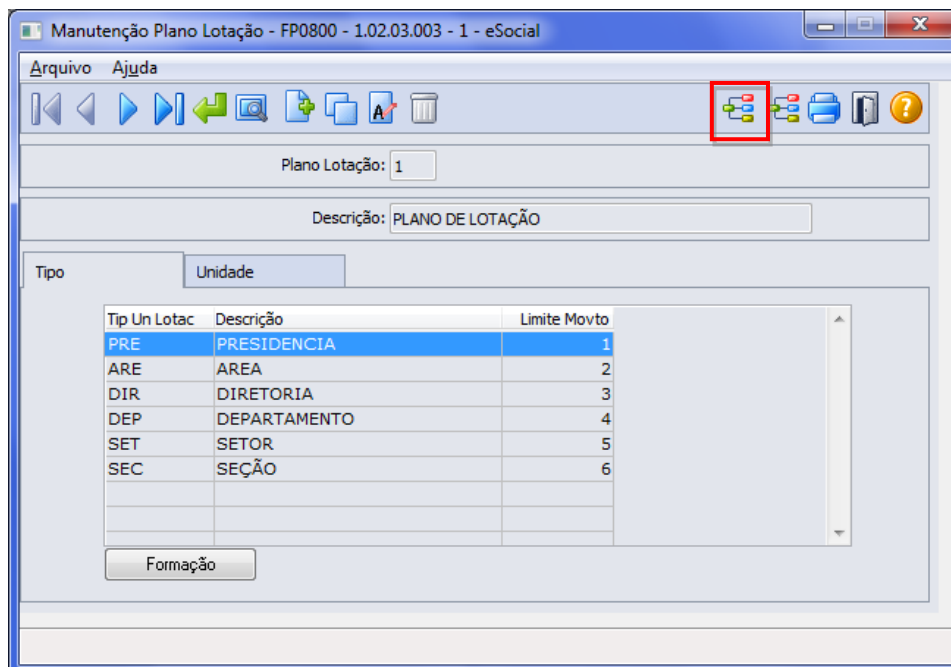 Manutenção Plano Lotação - FP0800 - 1.02.03.003 - 1 - eSocial
Arquivo Ajuda
Plano Lotação: 1
Descrição: PLANO DE LOTAÇÃO
Tipo Unidade
Tip Un Lotac Descrição Limite Movto
PRE PRESIDENCIA 1
ARE AREA 2
DIR DIRETORIA 3
DEP DEPARTAMENTO 4
SET SETOR 5
SEC SEÇÃO 6
Formação